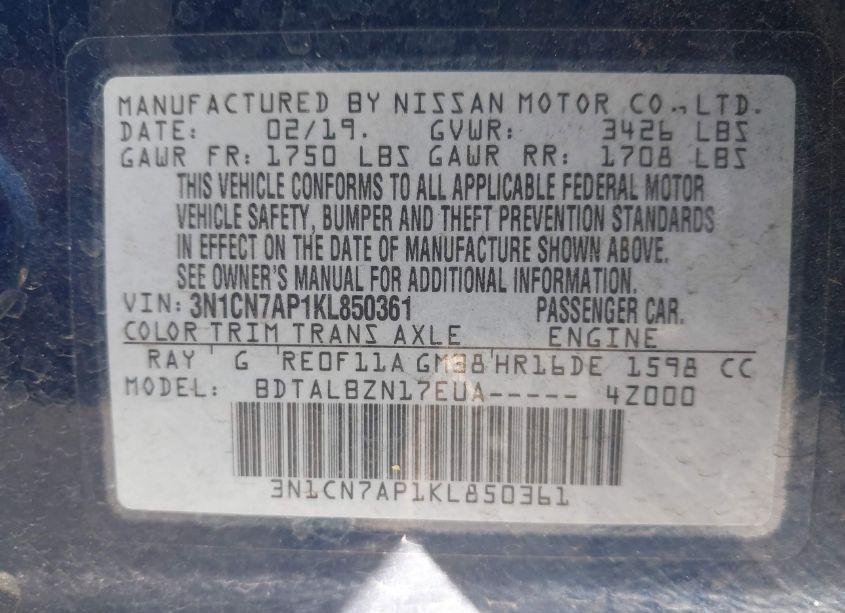 MANUFACTURED BY NISSAN MOTOR CO., LTD.
DATE: 02/19. GVWR: 3426 LBS
GAWR FR: 1750 LBS GAWR RR: 1708 LBS
THIS VEHICLE CONFORMS TO ALL APPLICABLE FEDERAL MOTOR
VEHICLE SAFETY, BUMPER AND THEFT PREVENTION STANDARDS
IN EFFECT ON THE DATE OF MANUFACTURE SHOWN ABOVE.
SEE OWNER'S MANUAL FOR ADDITIONAL INFORMATION.
VIN: 3N1CN7AP1KL850361 PASSENGER CAR.
COLOR TRIM TRANS AXLE ENGINE
RAY G RE0F11A GM38 HR16DE 1598 CC
MODEL: BDTALBZN17EUA----- 4Z000
3N1CN7AP1KL850361